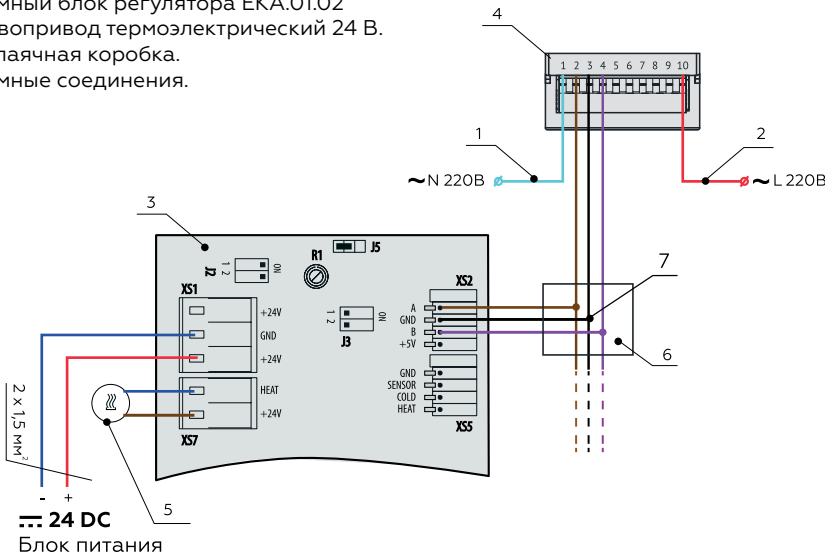 мный блок регулятора EKA.01.02
вопривод термоэлектрический 24 В.
паячная коробка.
мные соединения.
4
1 2 3 4 5 6 7 8 9 10
1
2
~N 220В
~L 220В
3
J5
R1
J2
1 2
ON
XS1
XS2
7
+24V
GND
+24V
1 2
ON
J3
A
GND
B
+5V
6
HEAT
+24V
XS7
GND
SENSOR
COLD
HEAT
XS5
2 x 1,5 мм²
- +
5
24 DC
Блок питания